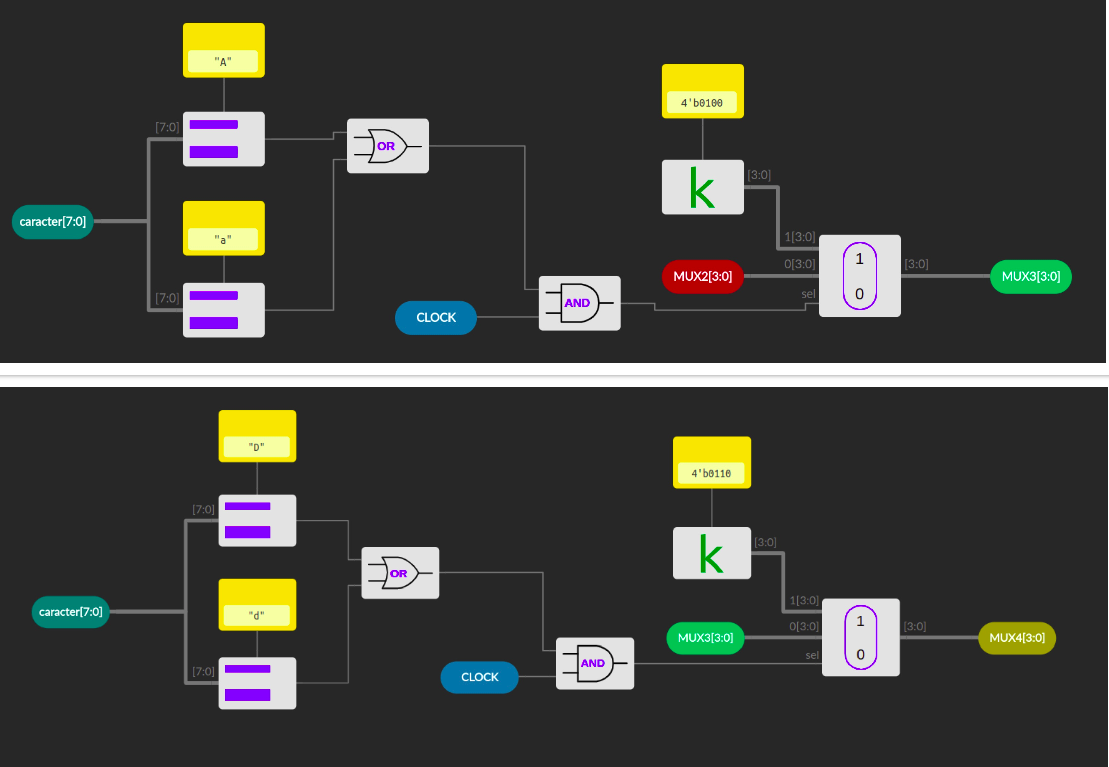 "A"
[7:0]
OR
4'b0100
k
[3:0]
caracter[7:0]
"a"
1[3:0]
1
MUX2[3:0]
0[3:0]
[3:0]
MUX3[3:0]
[7:0]
sel
0
CLOCK
AND
"D"
[7:0]
4'b0110
k
[3:0]
OR
caracter[7:0]
"d"
1[3:0]
1
MUX3[3:0]
0[3:0]
[3:0]
MUX4[3:0]
[7:0]
sel
0
CLOCK
AND